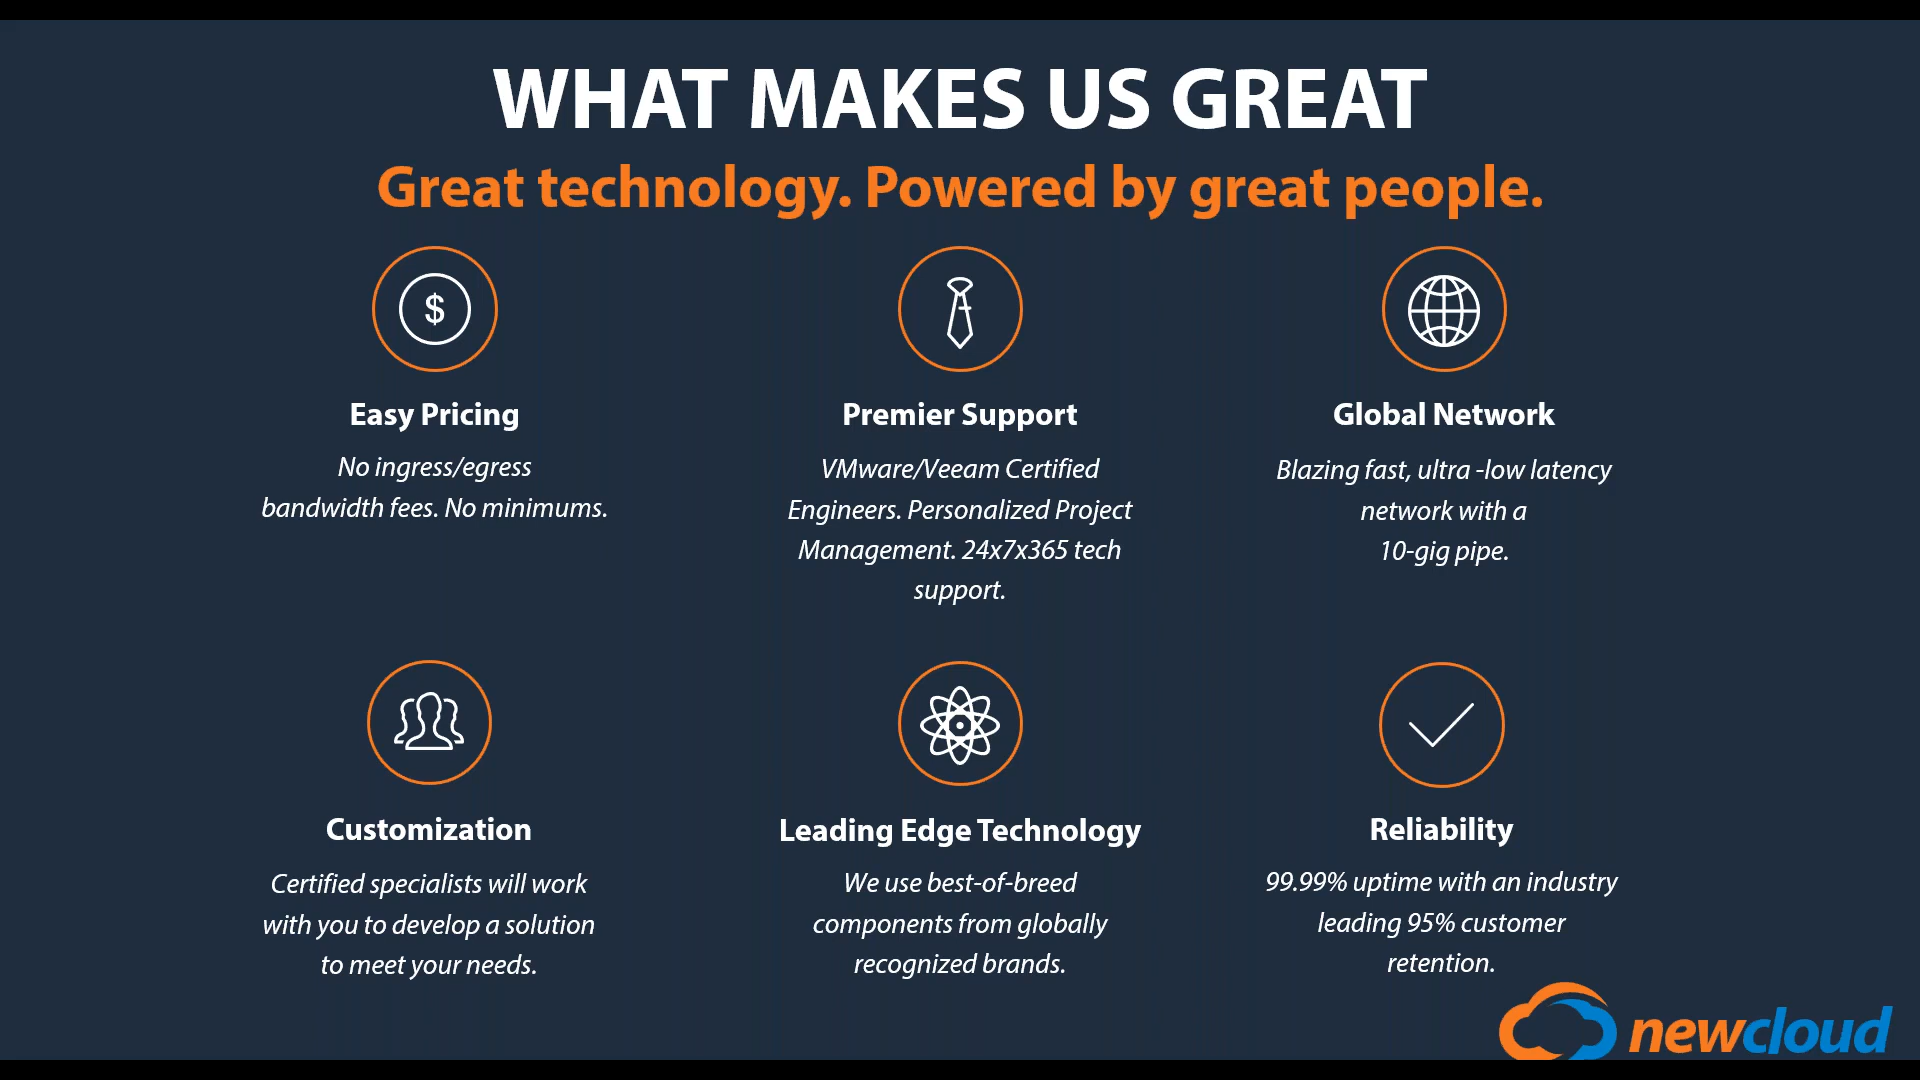 WHAT MAKES US GREAT
Great technology. Powered by great people.
$
Easy Pricing
No ingress/egress
bandwidth fees. No minimums.
Premier Support
VMware/Veeam Certified
Engineers. Personalized Project
Management. 24x7x365 tech
support.
Global Network
Blazing fast, ultra -low latency
network with a
10-gig pipe.
Customization
Certified specialists will work
with you to develop a solution
to meet your needs.
Leading Edge Technology
We use best-of-breed
components from globally
recognized brands.
Reliability
99.99% uptime with an industry
leading 95% customer
retention.
newcloud